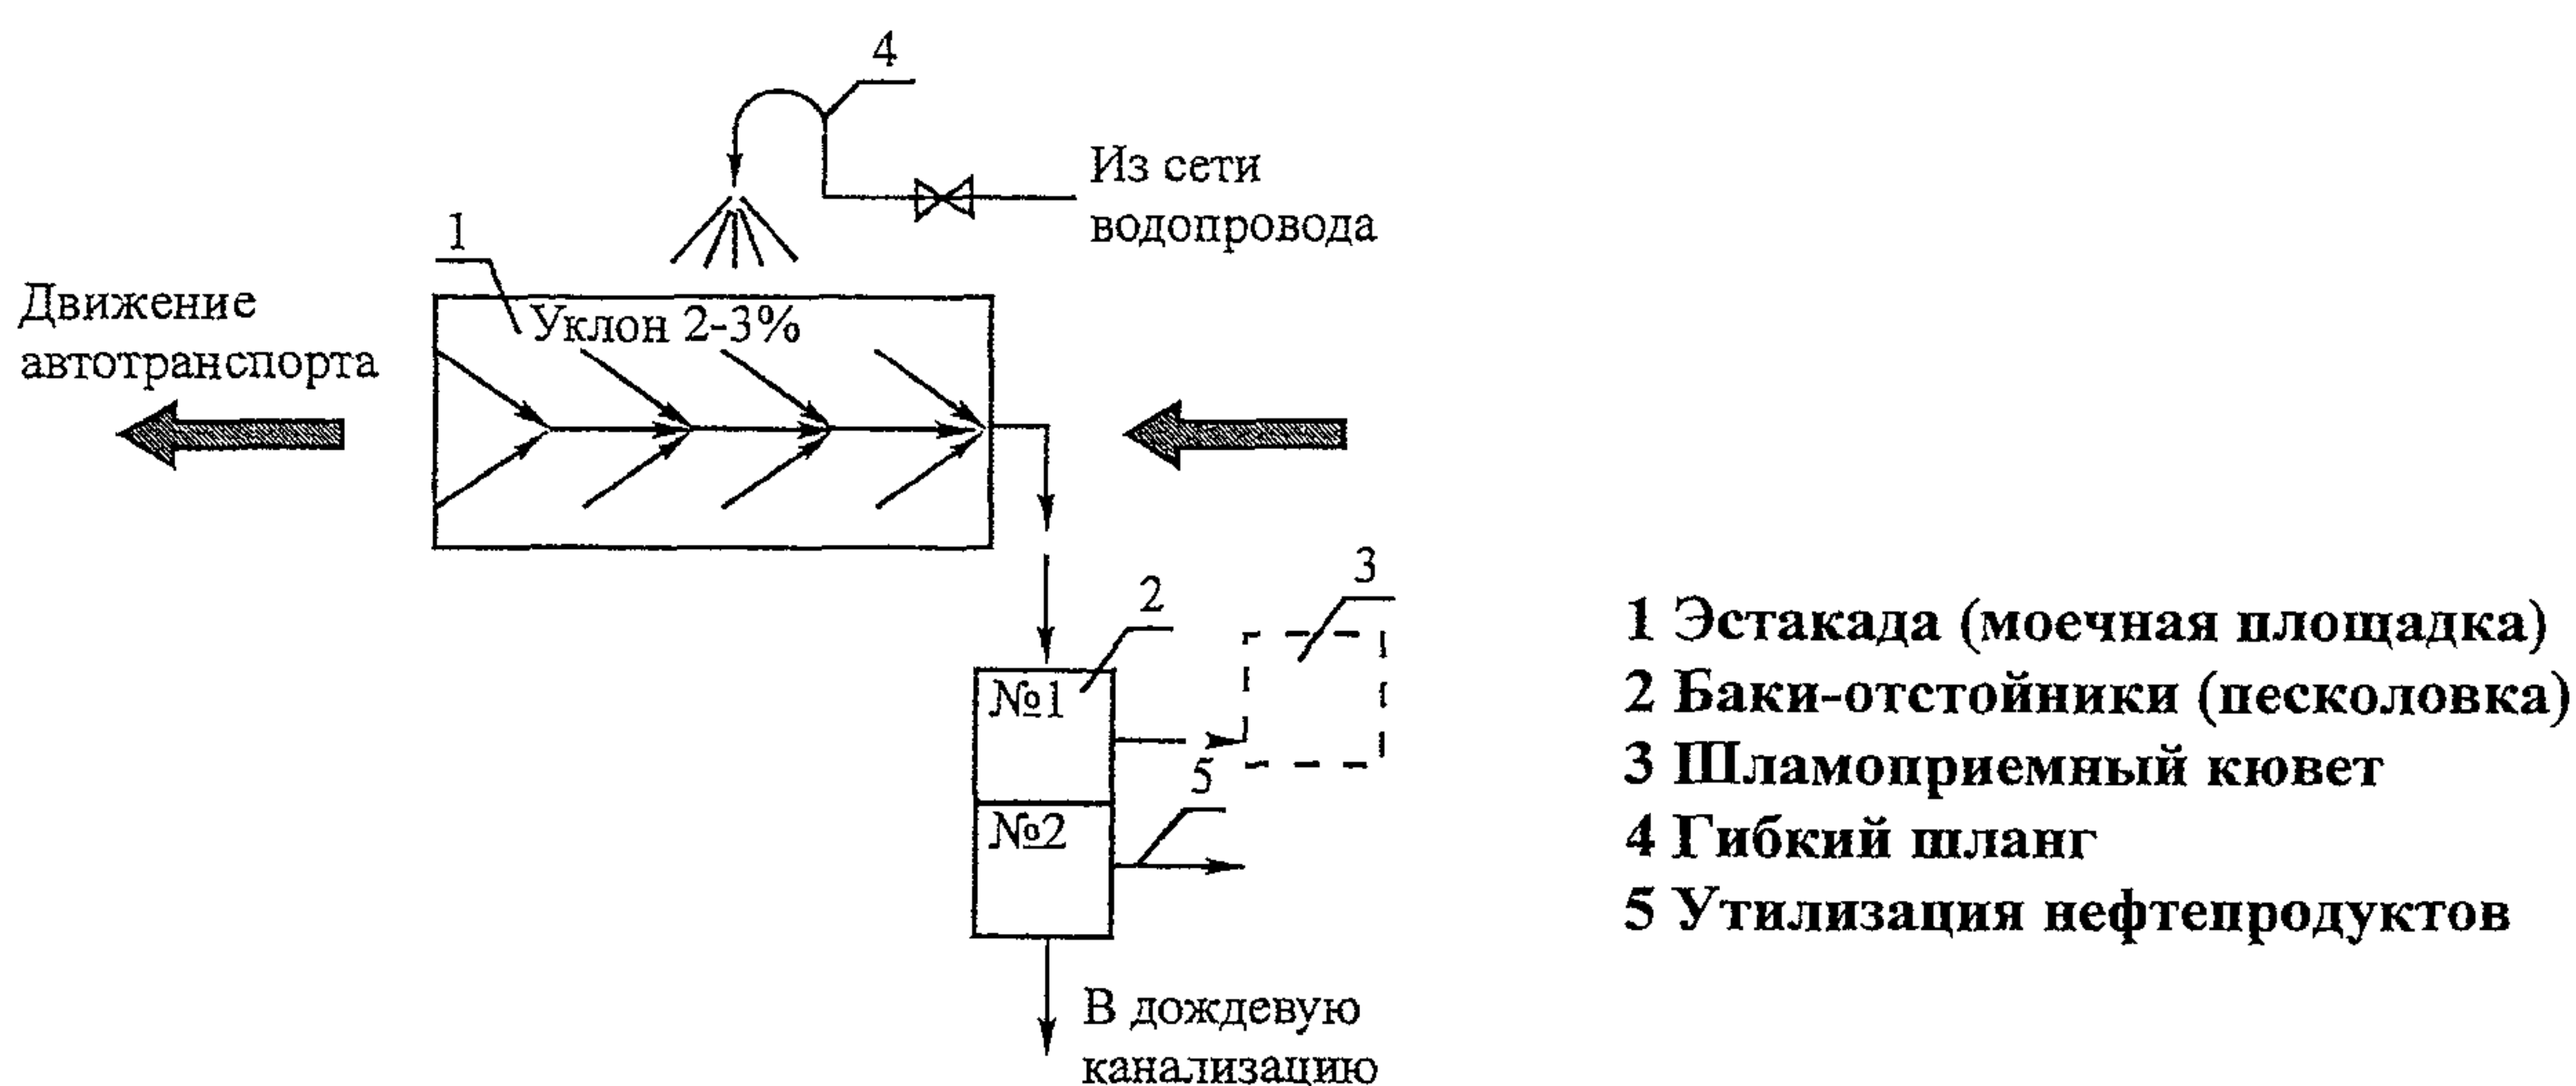 4
Из сети
водопровода
1
Движение
автотранспорта
Уклон 2-3%
2
3
№1
5
№2
В дождевую
канализацию
1 Эстакада (моечная площадка)
2 Баки-отстойники (песколовка)
3 Шламоприемный кювет
4 Гибкий шланг
5 Утилизация нефтепродуктов